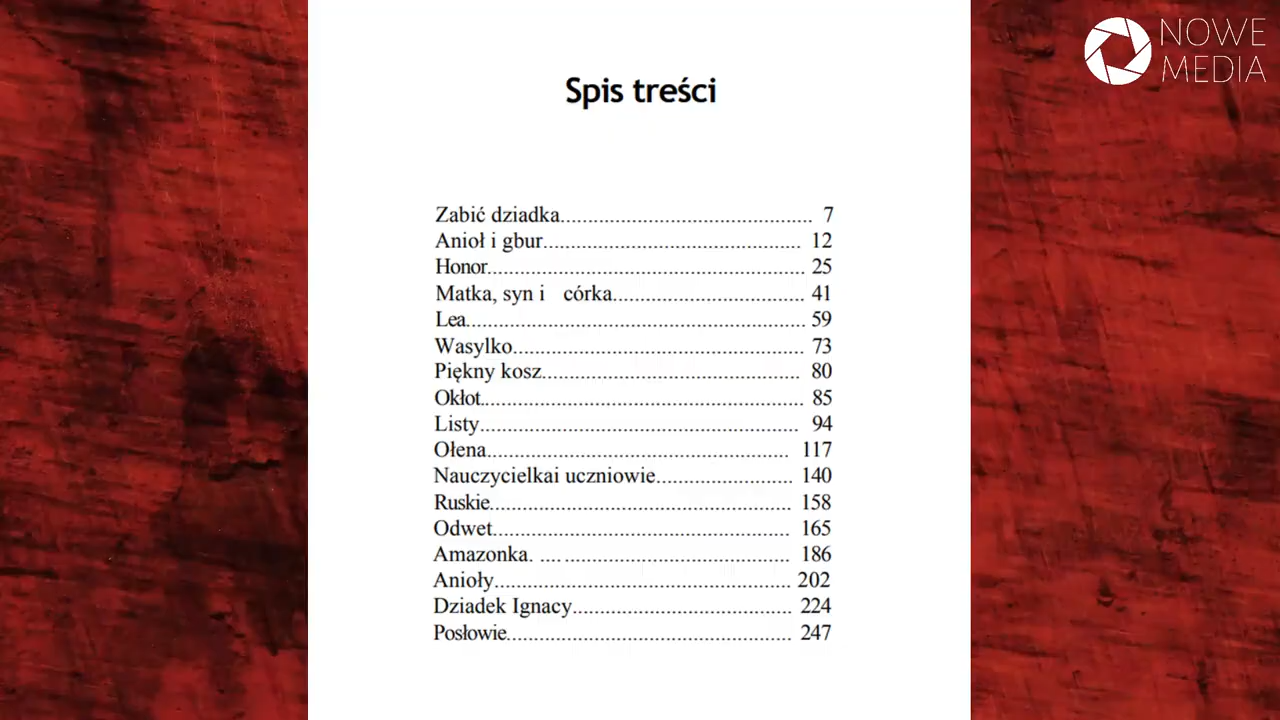 NOWE
MEDIA
Spis treści
Zabić dziadka.............................................. 7
Anioł i gbur............................................... 12
Honor.......................................................... 25
Matka, syn i córka................................... 41
Lea.............................................................. 59
Wasylko..................................................... 73
Piękny kosz............................................... 80
Okłot.......................................................... 85
Listy.......................................................... 94
Ołena....................................................... 117
Nauczycielkai uczniowie......................... 140
Ruskie...................................................... 158
Odwet...................................................... 165
Amazonka. .... ......................................... 186
Anioły...................................................... 202
Dziadek Ignacy........................................ 224
Posłowie.................................................... 247